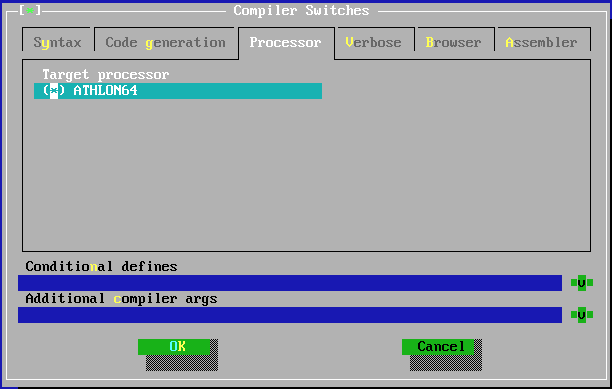 [■] Compiler Switches
Syntax Code generation Processor Verbose Browser Assembler
Target processor
(•) ATHLON64
Conditional defines
Additional compiler args
OK Cancel